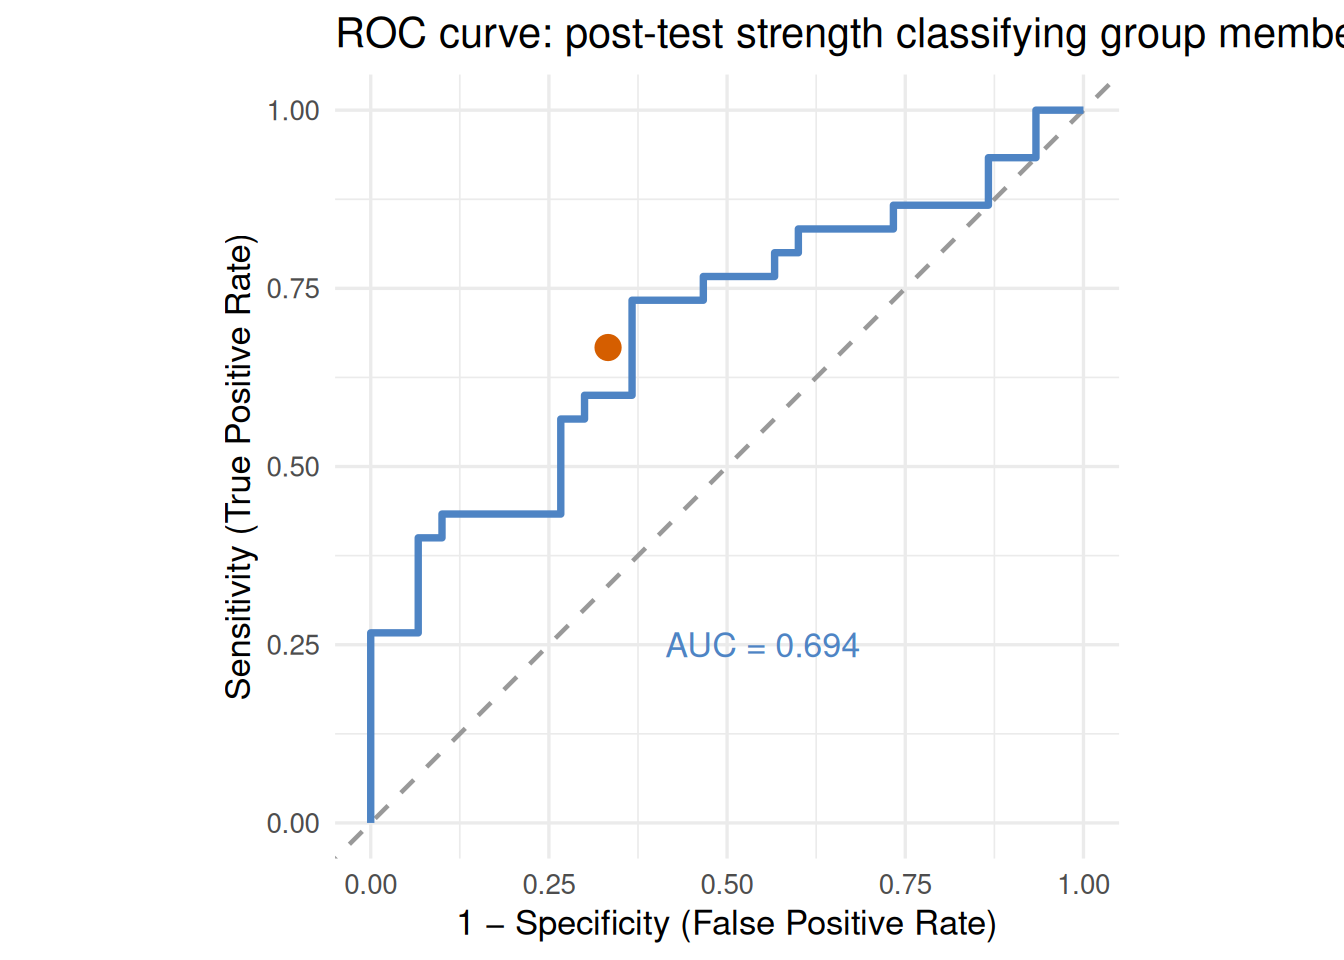 ROC curve: post-test strength classifying group membe
1.00
0.75
0.50
0.25
0.00
Sensitivity (True Positive Rate)
AUC = 0.694
0.00 0.25 0.50 0.75 1.00
1 − Specificity (False Positive Rate)